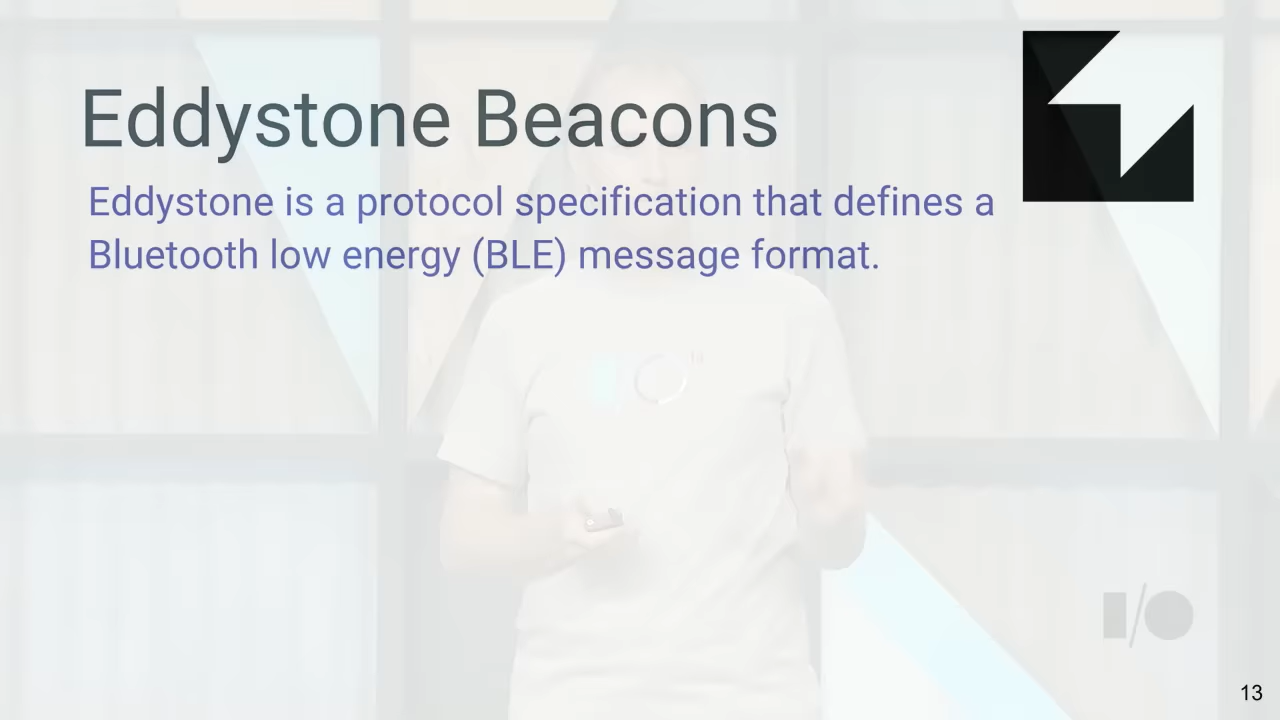 Eddystone Beacons
Eddystone is a protocol specification that defines a
Bluetooth low energy (BLE) message format.
I/O
13